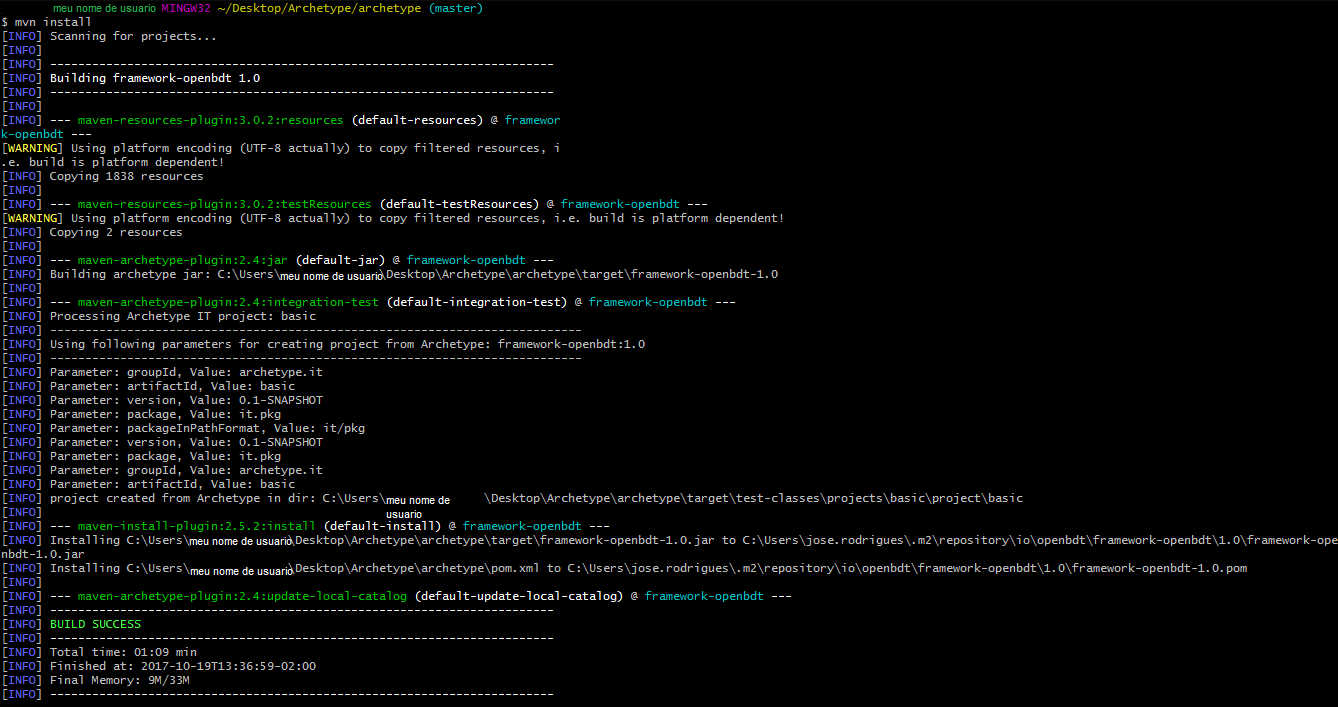 meu nome de usuario MINGW32 ~/Desktop/Archetype/archetype (master)
$ mvn install
[INFO] Scanning for projects...
[INFO]
[INFO] ------------------------------------------------------------------------
[INFO] Building framework-openbdt 1.0
[INFO] ------------------------------------------------------------------------
[INFO]
[INFO] --- maven-resources-plugin:3.0.2:resources (default-resources) @ framewor
k-openbdt ---
[WARNING] Using platform encoding (UTF-8 actually) to copy filtered resources, i
.e. build is platform dependent!
[INFO] Copying 1838 resources
[INFO]
[INFO] --- maven-resources-plugin:3.0.2:testResources (default-testResources) @ framework-openbdt ---
[WARNING] Using platform encoding (UTF-8 actually) to copy filtered resources, i.e. build is platform dependent!
[INFO] Copying 2 resources
[INFO]
[INFO] --- maven-archetype-plugin:2.4:jar (default-jar) @ framework-openbdt ---
[INFO] Building archetype jar: C:\Users\meu nome de usuario\Desktop\Archetype\archetype\target\framework-openbdt-1.0
[INFO]
[INFO] --- maven-archetype-plugin:2.4:integration-test (default-integration-test) @ framework-openbdt ---
[INFO] Processing Archetype IT project: basic
[INFO] ----------------------------------------------------------------------------
[INFO] Using following parameters for creating project from Archetype: framework-openbdt:1.0
[INFO] ----------------------------------------------------------------------------
[INFO] Parameter: groupId, Value: archetype.it
[INFO] Parameter: artifactId, Value: basic
[INFO] Parameter: version, Value: 0.1-SNAPSHOT
[INFO] Parameter: package, Value: it.pkg
[INFO] Parameter: packageInPathFormat, Value: it/pkg
[INFO] Parameter: version, Value: 0.1-SNAPSHOT
[INFO] Parameter: package, Value: it.pkg
[INFO] Parameter: groupId, Value: archetype.it
[INFO] Parameter: artifactId, Value: basic
[INFO] project created from Archetype in dir: C:\Users\meu nome de \Desktop\Archetype\archetype\target\test-classes\projects\basic\project\basic
[INFO] usuario
[INFO] --- maven-install-plugin:2.5.2:install (default-install) @ framework-openbdt ---
[INFO] Installing C:\Users\meu nome de usuario\Desktop\Archetype\archetype\target\framework-openbdt-1.0.jar to C:\Users\jose.rodrigues\.m2\repository\io\openbdt\framework-openbdt\1.0\framework-ope
nbdt-1.0.jar
[INFO] Installing C:\Users\meu nome de usuario\Desktop\Archetype\archetype\pom.xml to C:\Users\jose.rodrigues\.m2\repository\io\openbdt\framework-openbdt\1.0\framework-openbdt-1.0.pom
[INFO]
[INFO] --- maven-archetype-plugin:2.4:update-local-catalog (default-update-local-catalog) @ framework-openbdt ---
[INFO] ------------------------------------------------------------------------
[INFO] BUILD SUCCESS
[INFO] ------------------------------------------------------------------------
[INFO] Total time: 01:09 min
[INFO] Finished at: 2017-10-19T13:36:59-02:00
[INFO] Final Memory: 9M/33M
[INFO] ------------------------------------------------------------------------